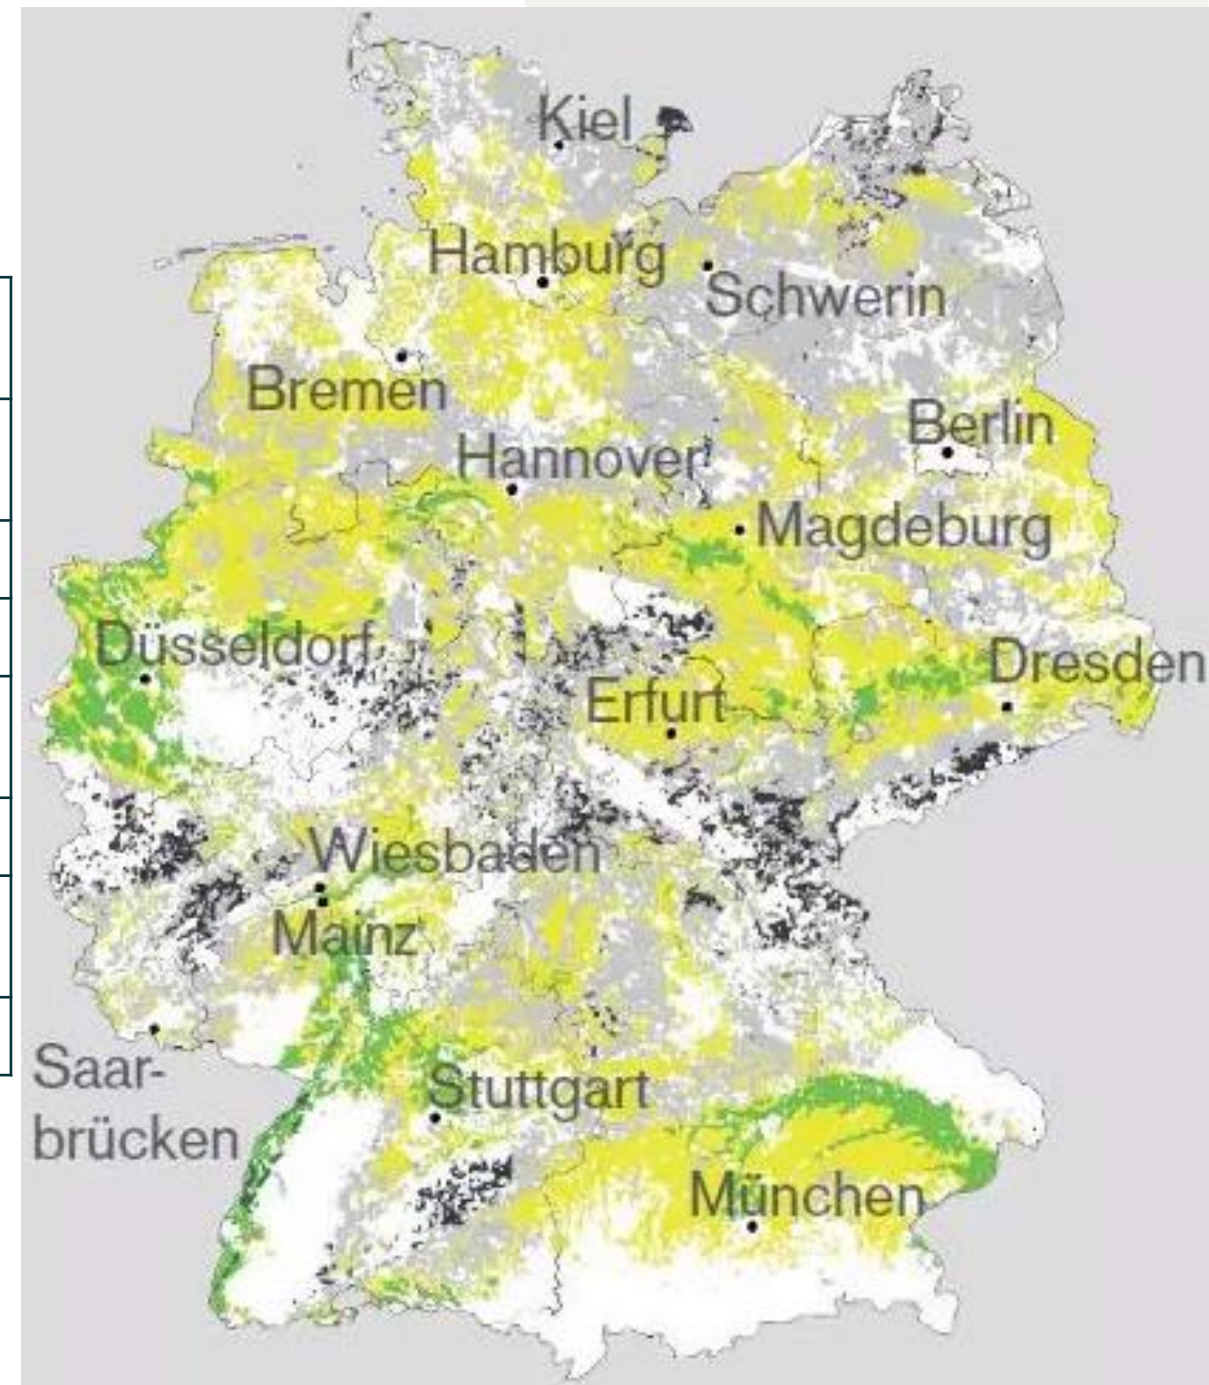 Kiel
Hamburg
Schwerin
Bremen
Berlin
Hannover
Magdeburg
Düsseldorf
Dresden
Erfurt
Wiesbaden
Mainz
Saar-
brücken
Stuttgart
München